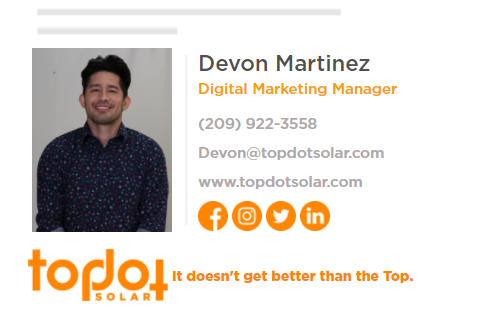 Devon Martinez
Digital Marketing Manager
(209) 922-3558
Devon@topdotsolar.com
www.topdotsolar.com
topdot
SOLAR
It doesn't get better than the Top.